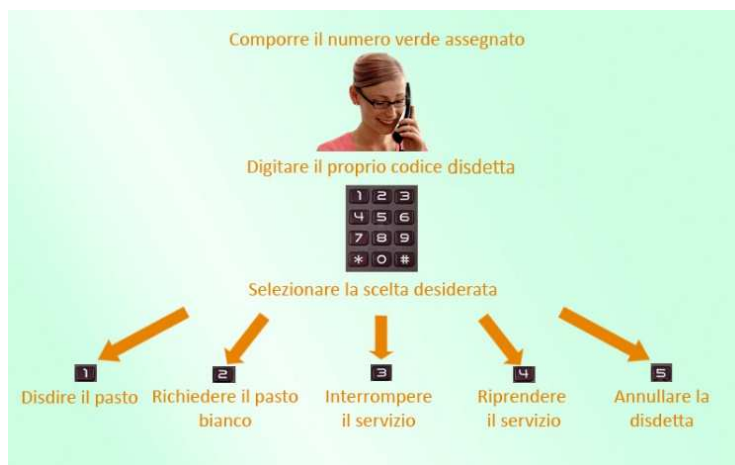 Comporre il numero verde assegnato
Digitare il proprio codice disdetta
1 2 3
4 5 6
7 8 9
* 0 #
Selezionare la scelta desiderata
1
Disdire il pasto
2
Richiedere il pasto
bianco
3
Interrompere
il servizio
4
Riprendere
il servizio
5
Annullare la
disdetta